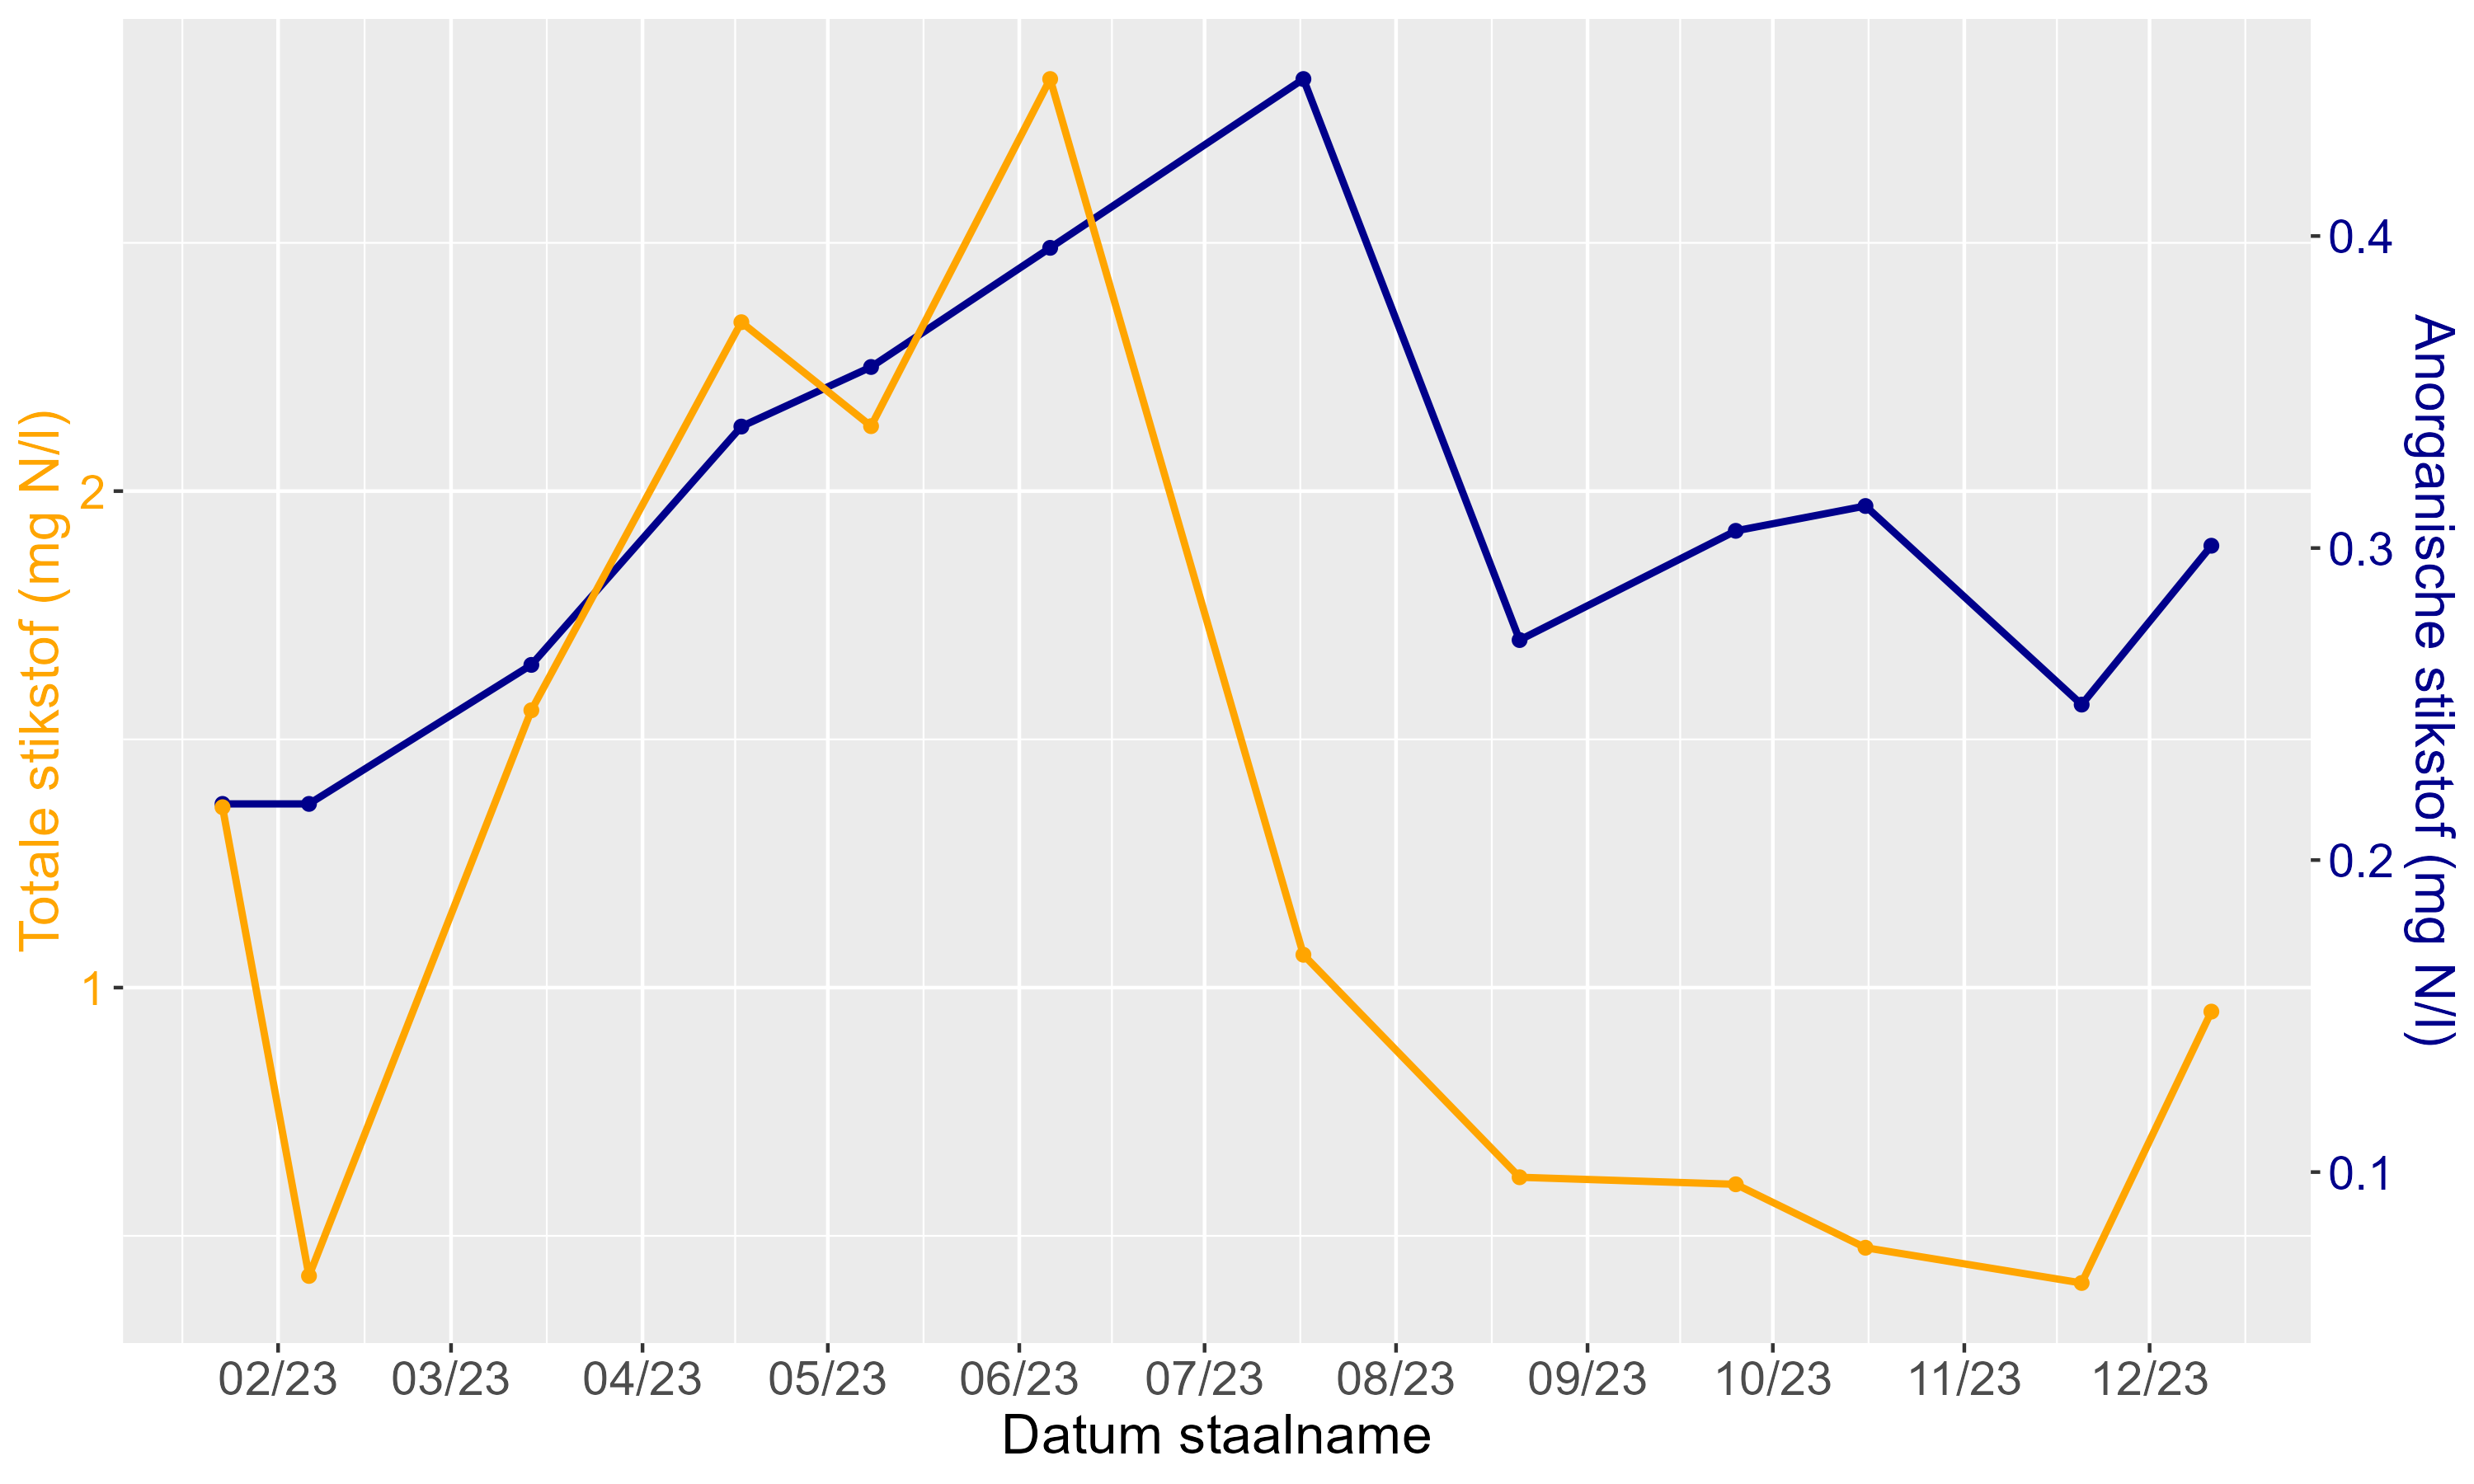 Totale stikstof (mg N/l)
2
1
0.4
0.3
0.2
0.1
Anorganische stikstof (mg N/l)
02/23 03/23 04/23 05/23 06/23 07/23 08/23 09/23 10/23 11/23 12/23
Datum staalname